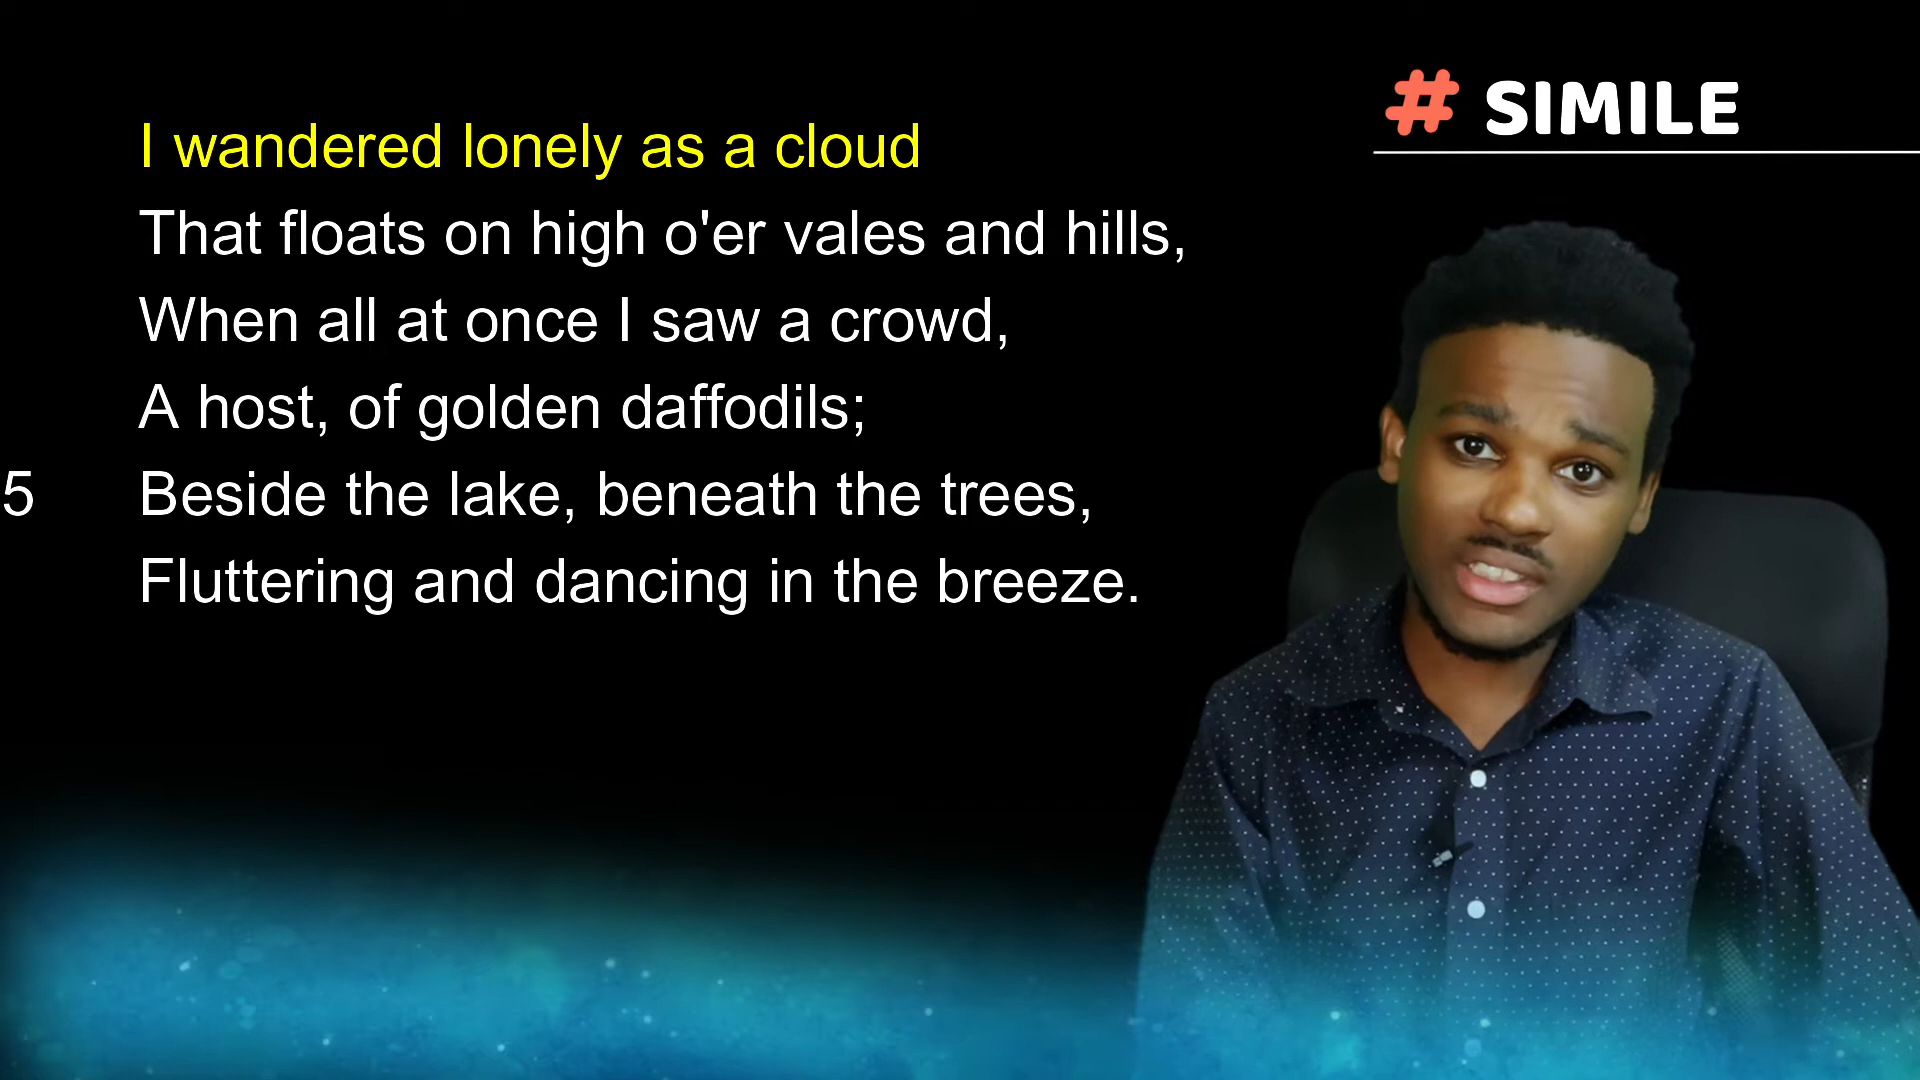 # SIMILE
I wandered lonely as a cloud
That floats on high o'er vales and hills,
When all at once I saw a crowd,
A host, of golden daffodils;
5 Beside the lake, beneath the trees,
Fluttering and dancing in the breeze.